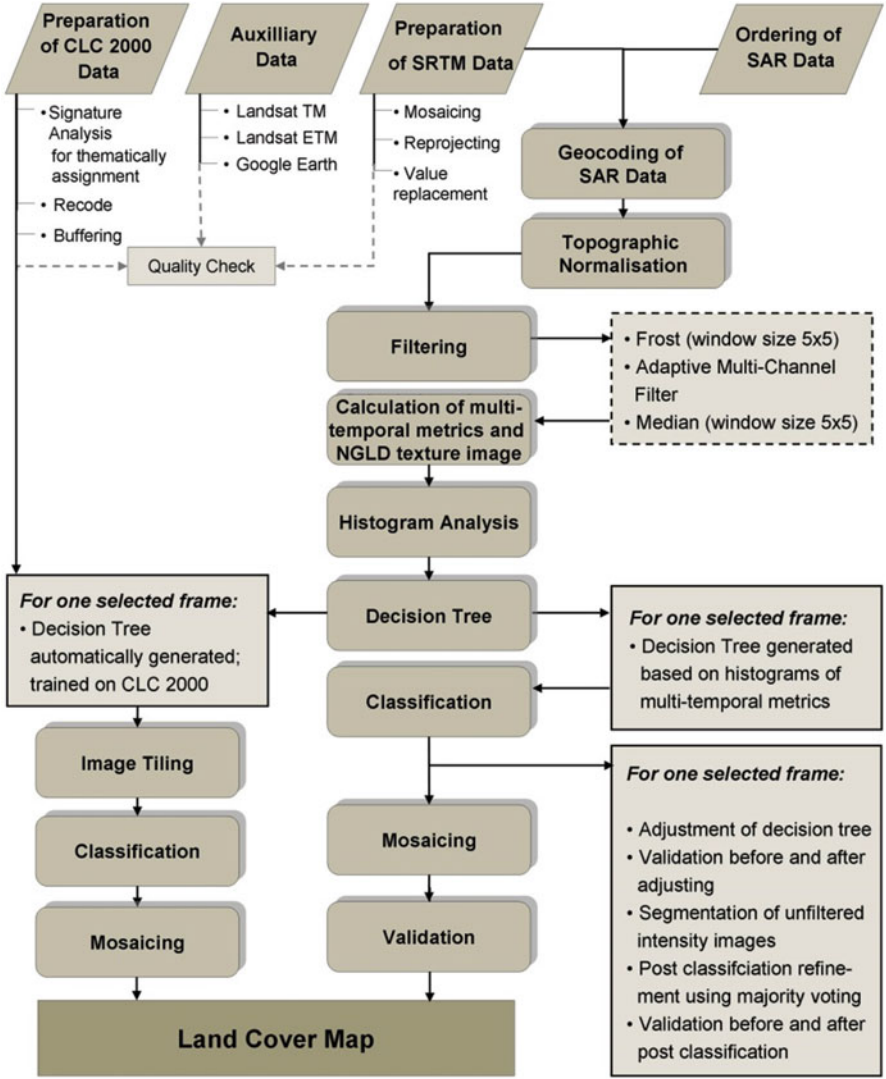 Preparation
of CLC 2000
Data
Auxilliary
Data
Preparation
of SRTM Data
Ordering of
SAR Data
• Signature
Analysis
for thematically
assignment
• Recode
• Buffering
• Landsat TM
• Landsat ETM
• Google Earth
• Mosaicing
• Reprojecting
• Value
replacement
Quality Check
Geocoding of
SAR Data
Topographic
Normalisation
Filtering
• Frost (window size 5x5)
• Adaptive Multi-Channel
Filter
• Median (window size 5x5)
Calculation of multi-
temporal metrics and
NGLD texture image
Histogram Analysis
For one selected frame:
• Decision Tree
automatically generated;
trained on CLC 2000
Decision Tree
For one selected frame:
• Decision Tree generated
based on histograms of
multi-temporal metrics
Classification
Image Tiling
Classification
Mosaicing
Mosaicing
Validation
For one selected frame:
• Adjustment of decision tree
• Validation before and after
adjusting
• Segmentation of unfiltered
intensity images
• Post classifciation refine-
ment using majority voting
• Validation before and after
post classification
Land Cover Map